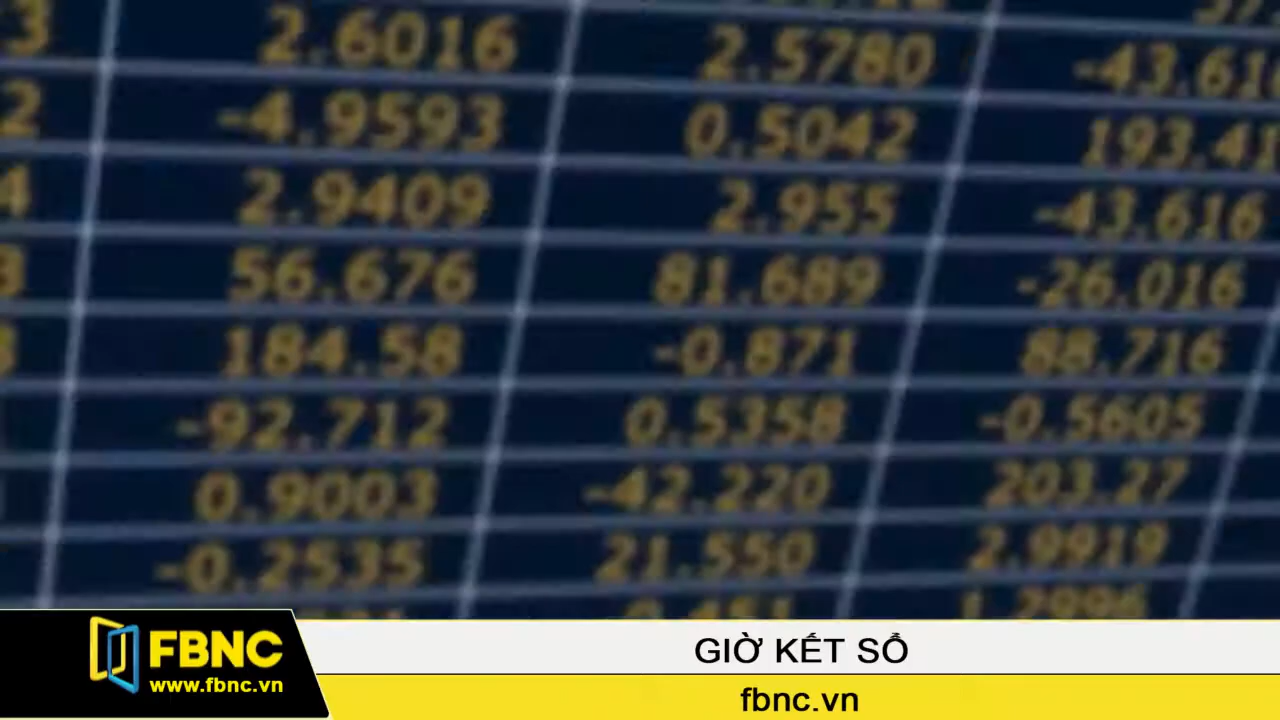 2.6016 2.5780
-4.9593 0.5042
2.9409 2.955 -43.616
56.676 81.689 -26.016
184.58 -0.871 88.716
-92.712 0.5358 -0.5605
0.9003 -42.220 203.27
-0.2535 21.550 2.9919
FBNC
www.fbnc.vn
GIỜ KẾT SỔ
fbnc.vn